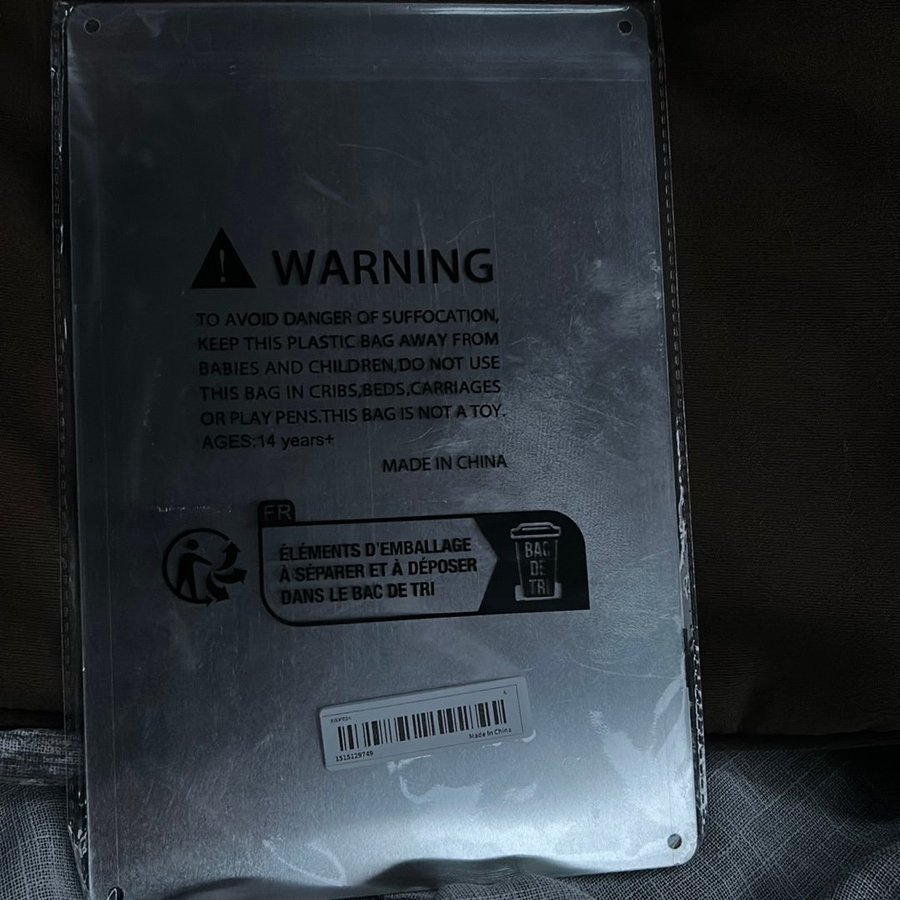 WARNING
TO AVOID DANGER OF SUFFOCATION,
KEEP THIS PLASTIC BAG AWAY FROM
BABIES AND CHILDREN,DO NOT USE
THIS BAG IN CRIBS,BEDS,CARRIAGES
OR PLAY PENS.THIS BAG IS NOT A TOY.
AGES:14 years+
MADE IN CHINA
FR
ÉLÉMENTS D'EMBALLAGE
À SÉPARER ET À DÉPOSER
DANS LE BAC DE TRI
BAC
DE
TRI
Made In China
1515129749